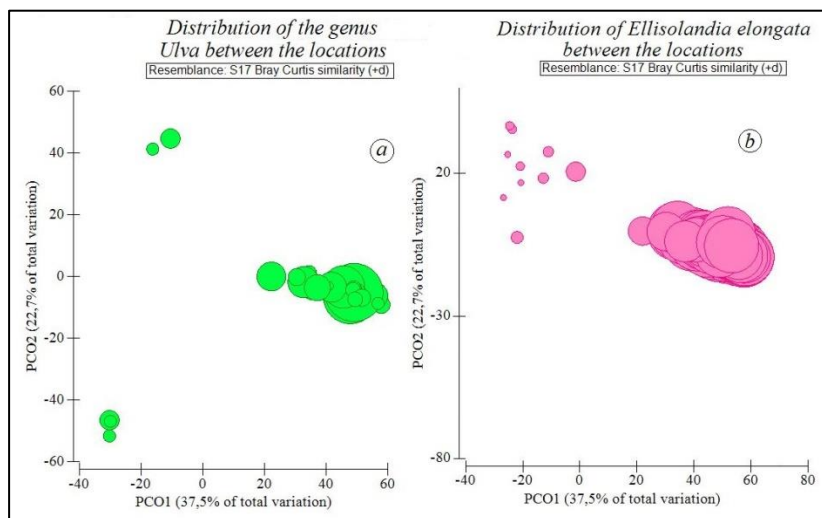 Distribution of the genus
Ulva between the locations
Resemblance: S17 Bray Curtis similarity (+d)
a
60
40
20
0
-20
-40
-60
PCO2 (22,7% of total variation)
-40
-20
0
20
40
60
PCO1 (37,5% of total variation)
Distribution of Ellisolandia elongata
between the locations
Resemblance: S17 Bray Curtis similarity (+d)
b
20
-30
-80
PCO2 (22,7% of total variation)
-40
-20
0
20
40
60
80
PCO1 (37,5% of total variation)